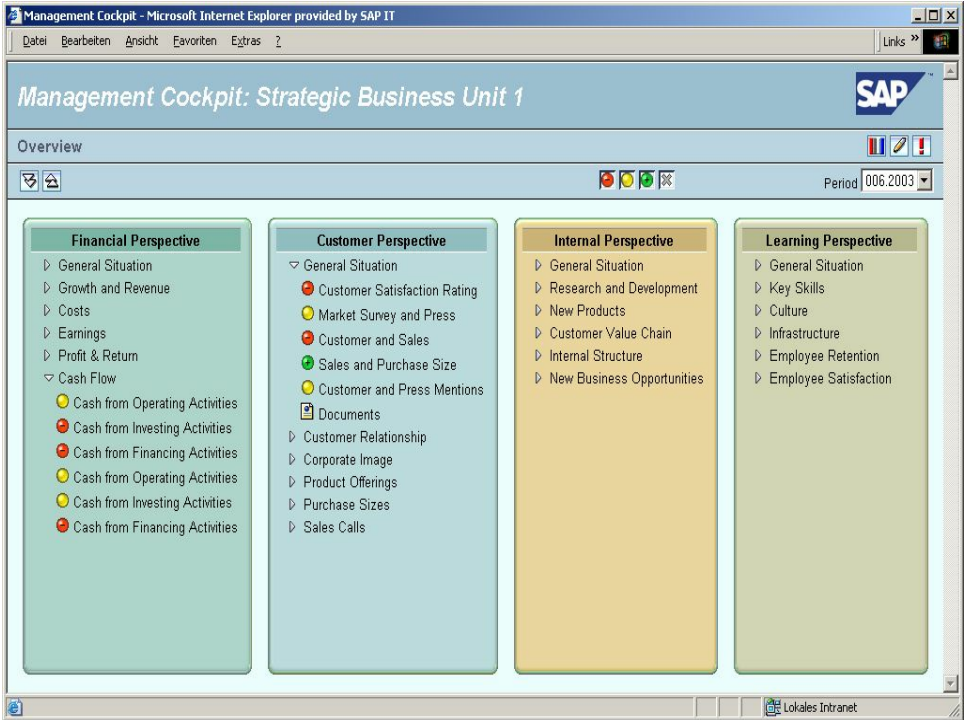 Management Cockpit - Microsoft Internet Explorer provided by SAP IT
Datei Bearbeiten Ansicht Favoriten Extras ?
Links »
Management Cockpit: Strategic Business Unit 1
SAP ™
Overview
Period 006.2003
Financial Perspective
General Situation
Growth and Revenue
Costs
Earnings
Profit & Return
Cash Flow
Cash from Operating Activities
Cash from Investing Activities
Cash from Financing Activities
Cash from Operating Activities
Cash from Investing Activities
Cash from Financing Activities
Customer Perspective
General Situation
Customer Satisfaction Rating
Market Survey and Press
Customer and Sales
Sales and Purchase Size
Customer and Press Mentions
Documents
Customer Relationship
Corporate Image
Product Offerings
Purchase Sizes
Sales Calls
Internal Perspective
General Situation
Research and Development
New Products
Customer Value Chain
Internal Structure
New Business Opportunities
Learning Perspective
General Situation
Key Skills
Culture
Infrastructure
Employee Retention
Employee Satisfaction
Lokales Intranet